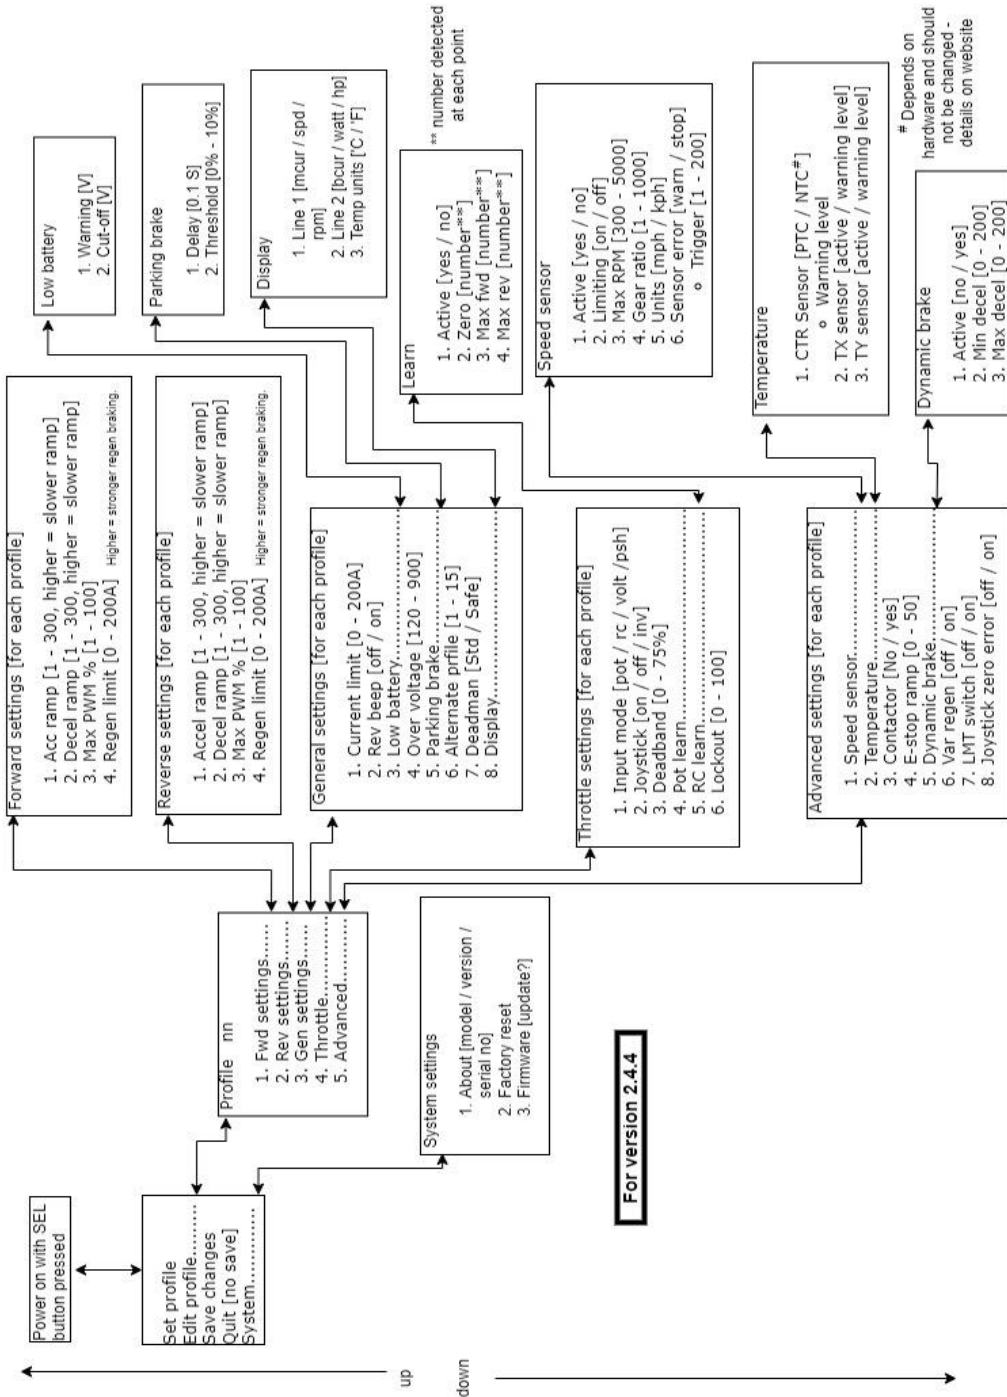 Power on with SEL
button pressed
Set profile
Edit profile..........
Save changes
Quit [no save]
System................
up
down
Profile nn
1. Fwd settings......
2. Rev settings.......
3. Gen settings......
4. Throttle..............
5. Advanced............
System settings
1. About [model / version /
serial no]
2. Factory reset
3. Firmware [update?]
For version 2.4.4
Forward settings [for each profile]
1. Acc ramp [1 - 300, higher = slower ramp]
2. Decel ramp [1 - 300, higher = slower ramp]
3. Max PWM % [1 - 100]
4. Regen limit [0 - 200A] Higher = stronger regen braking.
Reverse settings [for each profile]
1. Accel ramp [1 - 300, higher = slower ramp]
2. Decel ramp [1 - 300, higher = slower ramp]
3. Max PWM % [1 - 100]
4. Regen limit [0 - 200A] Higher = stronger regen braking.
General settings [for each profile]
1. Current limit [0 - 200A]
2. Rev beep [off / on]
3. Low battery...........................
4. Over voltage [120 - 900]
5. Parking brake.......................
6. Alternate prfile [1 - 15]
7. Deadman [Std / Safe]
8. Display.................................
Throttle settings [for each profile]
1. Input mode [pot / rc / volt /psh]
2. Joystick [on / off / inv]
3. Deadband [0 - 75%]
4. Pot learn.............................
5. RC learn..............................
6. Lockout [0 - 100]
Advanced settings [for each profile]
1. Speed sensor....................
2. Temperature.....................
3. Contactor [No / yes]
4. E-stop ramp [0 - 50]
5. Dynamic brake...................
6. Var regen [off / on]
7. LMT switch [off / on]
8. Joystick zero error [off / on]
Low battery
1. Warning [V]
2. Cut-off [V]
Parking brake
1. Delay [0.1 S]
2. Threshold [0% - 10%]
Display
1. Line 1 [mcur / spd /
rpm]
2. Line 2 [bcur / watt / hp]
3. Temp units ['C / 'F]
Learn
1. Active [yes / no]
2. Zero [number**]
3. Max fwd [number**]
4. Max rev [number**]
** number detected
at each point
Speed sensor
1. Active [yes / no]
2. Limiting [on / off]
3. Max RPM [300 - 5000]
4. Gear ratio [1 - 1000]
5. Units [mph / kph]
6. Sensor error [warn / stop]
o Trigger [1 - 200]
Temperature
1. CTR Sensor [PTC / NTC#]
o Warning level
2. TX sensor [active / warning level]
3. TY sensor [active / warning level]
# Depends on
hardware and should
not be changed -
details on website
Dynamic brake
1. Active [no / yes]
2. Min decel [0 - 200]
3. Max decel [0 - 200]